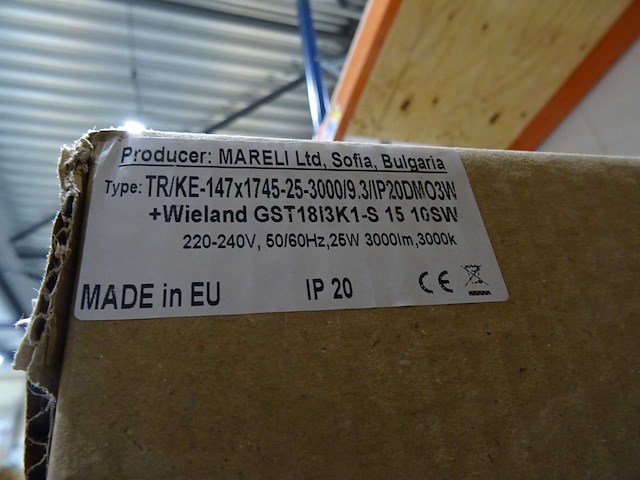 Producer: MARELI Ltd, Sofia, Bulgaria
Type: TR/KE-147x1745-25-3000/9.3/IP20DMO3W
+Wieland GST18I3K1-S 15 10SW
220-240V, 50/60Hz,25W 3000lm,3000k
MADE in EU IP 20 CE